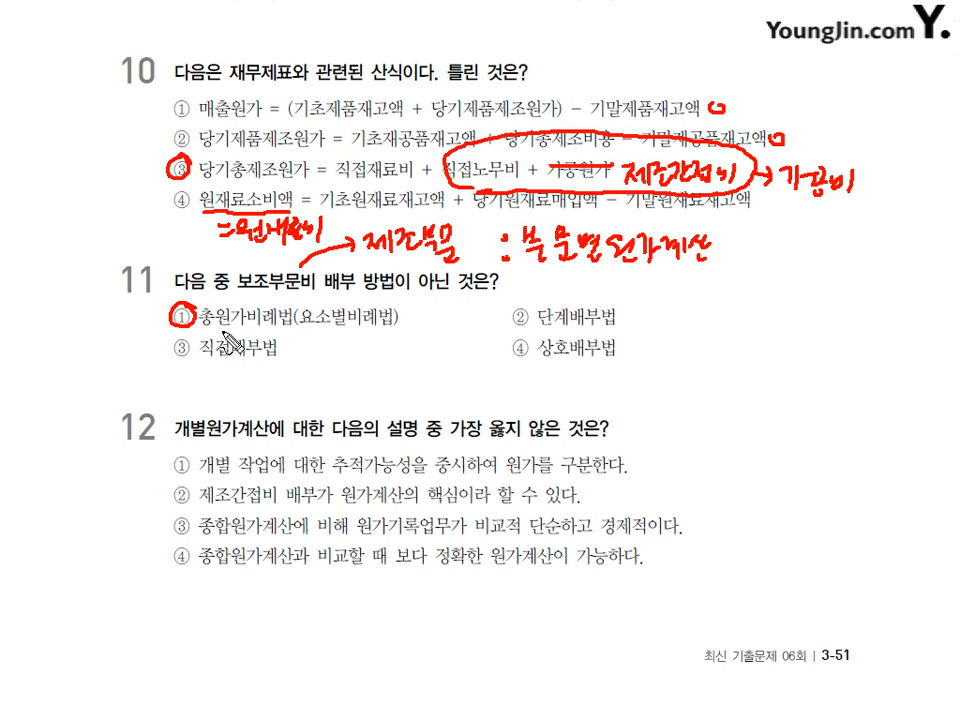 YoungJin.com Y.
10 다음은 재무제표와 관련된 산식이다. 틀린 것은?
① 매출원가 = (기초제품재고액 + 당기제품제조원가) - 기말제품재고액
② 당기제품제조원가 = 기초재공품재고액 + 당기총제조비용 - 기말재공품재고액
③ 당기총제조원가 = 직접재료비 + 직접노무비 + 가공원가 제조간접비 → 가공비
④ 원재료소비액 = 기초원재료재고액 + 당기원재료매입액 - 기말원재료재고액
=원재료비
→ 제조부문 : 부문별 원가계산
11 다음 중 보조부문비 배부 방법이 아닌 것은?
① 총원가비례법(요소별비례법) ② 단계배부법
③ 직접배부법 ④ 상호배부법
12 개별원가계산에 대한 다음의 설명 중 가장 옳지 않은 것은?
① 개별 작업에 대한 추적가능성을 중시하여 원가를 구분한다.
② 제조간접비 배부가 원가계산의 핵심이라 할 수 있다.
③ 종합원가계산에 비해 원가기록업무가 비교적 단순하고 경제적이다.
④ 종합원가계산과 비교할 때 보다 정확한 원가계산이 가능하다.
최신 기출문제 06회 | 3-51